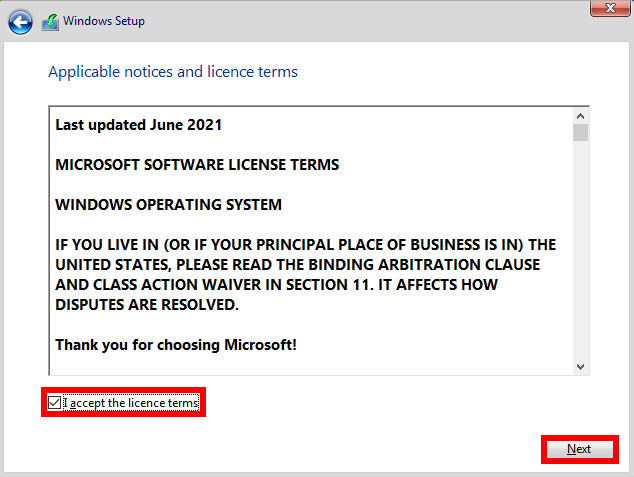 Windows Setup
Applicable notices and licence terms
Last updated June 2021
MICROSOFT SOFTWARE LICENSE TERMS
WINDOWS OPERATING SYSTEM
IF YOU LIVE IN (OR IF YOUR PRINCIPAL PLACE OF BUSINESS IS IN) THE
UNITED STATES, PLEASE READ THE BINDING ARBITRATION CLAUSE
AND CLASS ACTION WAIVER IN SECTION 11. IT AFFECTS HOW
DISPUTES ARE RESOLVED.
Thank you for choosing Microsoft!
I accept the licence terms
Next